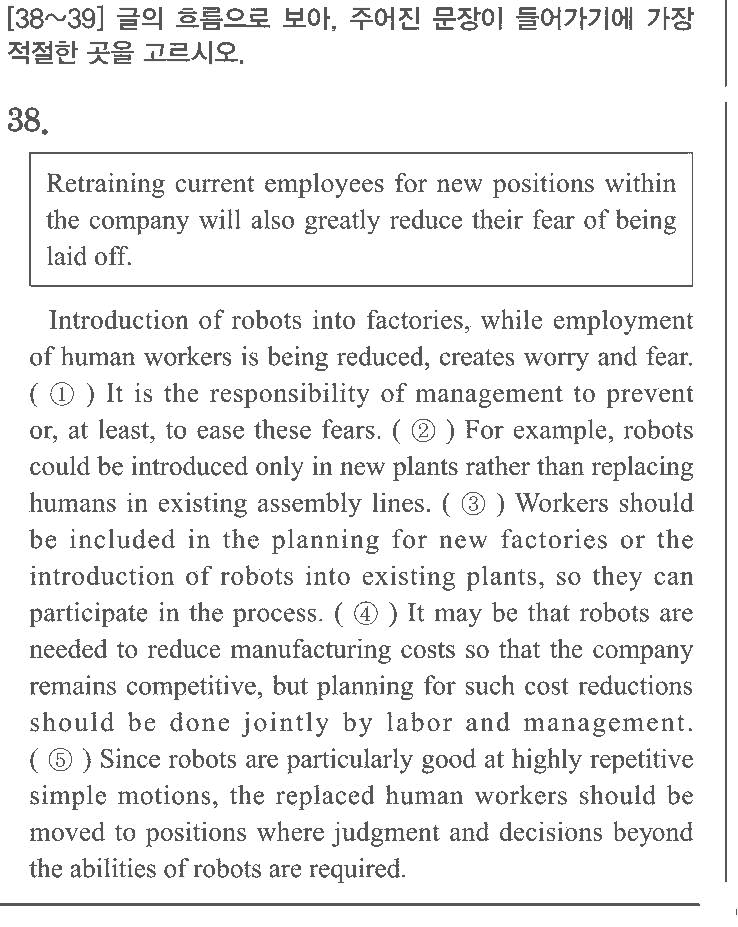 [38～39] 글의 흐름으로 보아, 주어진 문장이 들어가기에 가장
적절한 곳을 고르시오.
38.
Retraining current employees for new positions within
the company will also greatly reduce their fear of being
laid off.
Introduction of robots into factories, while employment
of human workers is being reduced, creates worry and fear.
( ① ) It is the responsibility of management to prevent
or, at least, to ease these fears. ( ② ) For example, robots
could be introduced only in new plants rather than replacing
humans in existing assembly lines. ( ③ ) Workers should
be included in the planning for new factories or the
introduction of robots into existing plants, so they can
participate in the process. ( ④ ) It may be that robots are
needed to reduce manufacturing costs so that the company
remains competitive, but planning for such cost reductions
should be done jointly by labor and management.
( ⑤ ) Since robots are particularly good at highly repetitive
simple motions, the replaced human workers should be
moved to positions where judgment and decisions beyond
the abilities of robots are required.